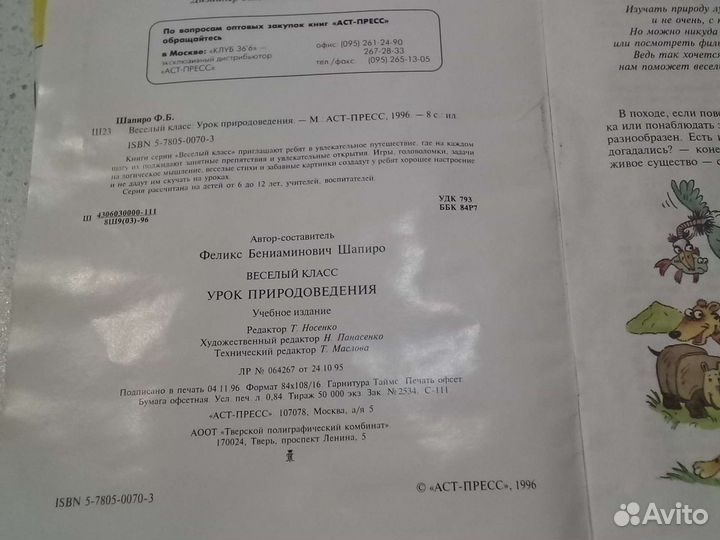 По вопросам оптовых закупок книг «АСТ-ПРЕСС»
обращайтесь
в Москве: «КЛУБ 36'6» —
эксклюзивный дистрибьютор
«АСТ-ПРЕСС»
офис (095) 261-24-90
267-28-33
тел./факс (095) 265-13-05
Шапиро Ф.Б.
Ш23 Веселый класс: Урок природоведения. — М.: АСТ-ПРЕСС, 1996. — 8 с. ил.
ISBN 5-7805-0070-3
Книги серии «Веселый класс» приглашают ребят в увлекательное путешествие, где на каждом
шагу их поджидают занятные препятствия и увлекательные открытия. Игры, головоломки, задачи
на логическое мышление, веселые стихи и забавные картинки создадут у ребят хорошее настроение
и не дадут им скучать на уроках.
Серия рассчитана на детей от 6 до 12 лет, учителей, воспитателей.
Ш 4306030000-111
8Ш9(03)-96
УДК 793
ББК 84Р7
Автор-составитель
Феликс Бениаминович Шапиро
ВЕСЕЛЫЙ КЛАСС
УРОК ПРИРОДОВЕДЕНИЯ
Учебное издание
Редактор Т. Носенко
Художественный редактор Н. Панасенко
Технический редактор Т. Маслова
ЛР № 064267 от 24.10.95
Подписано в печать 04.11.96. Формат 84х108/16. Гарнитура Таймс. Печать офсет.
Бумага офсетная. Усл. печ. л. 0,84. Тираж 50 000 экз. Зак. № 2534. С-111
«АСТ-ПРЕСС». 107078, Москва, а/я 5
АООТ «Тверской полиграфический комбинат»
170024, Тверь, проспект Ленина, 5
ISBN 5-7805-0070-3
© «АСТ-ПРЕСС», 1996
Изучать природу лу
и не очень, с к
Но можно никуда
или посмотреть филь
Ведь так хочется
нам поможет весел
В походе, если пове
ка или понаблюдать з
разнообразен. Есть и
догадались? — коне
живое существо — с
Avito